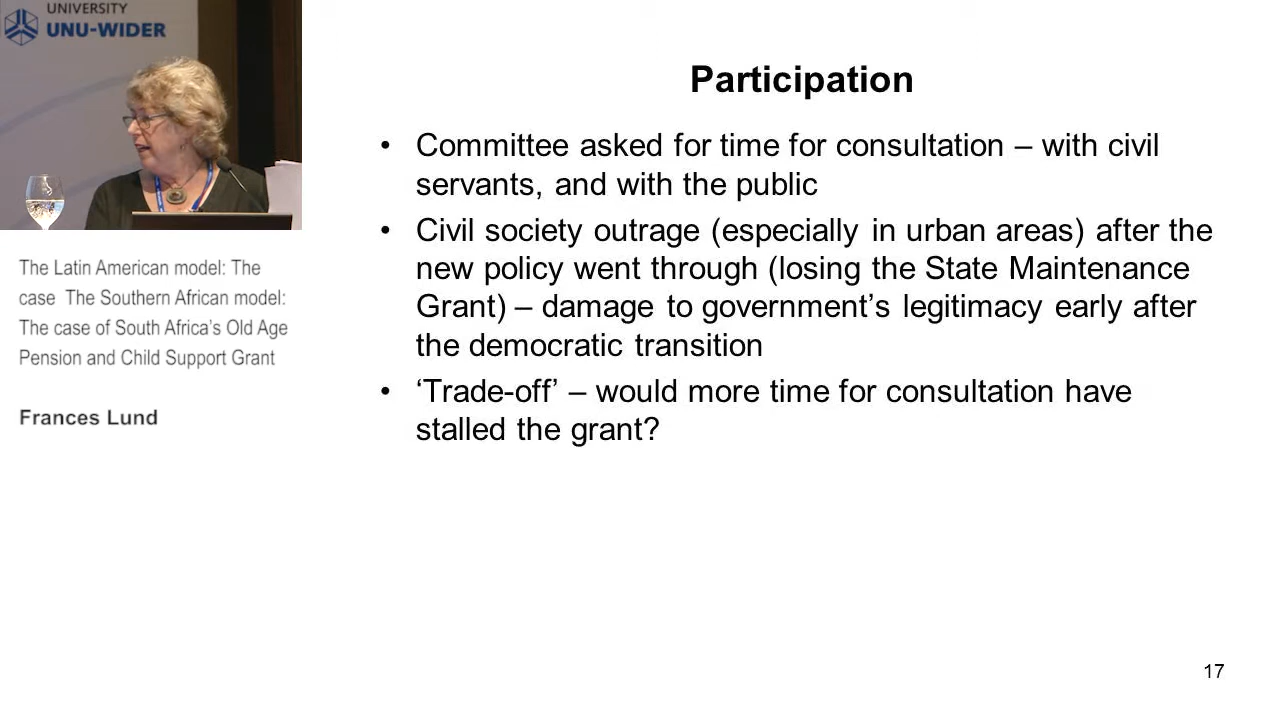 UNIVERSITY
UNU-WIDER
The Latin American model: The
case The Southern African model:
The case of South Africa's Old Age
Pension and Child Support Grant
Frances Lund
Participation
• Committee asked for time for consultation – with civil
servants, and with the public
• Civil society outrage (especially in urban areas) after the
new policy went through (losing the State Maintenance
Grant) – damage to government’s legitimacy early after
the democratic transition
• ‘Trade-off’ – would more time for consultation have
stalled the grant?
17